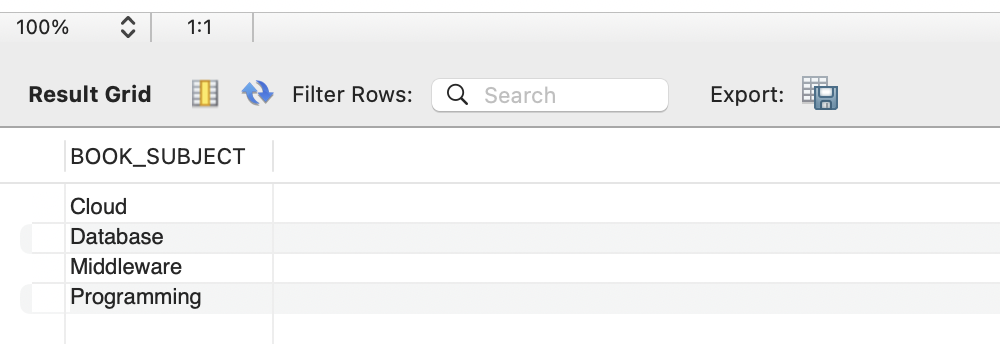 100% 1:1
Result Grid Filter Rows: Search Export:
BOOK_SUBJECT
Cloud
Database
Middleware
Programming